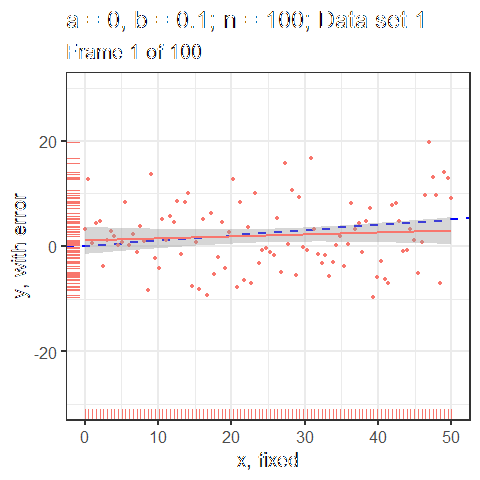 a = 0, b = 0.1; n = 100; Data set 1
Frame 1 of 100
20
0
-20
y, with error
0
10
20
30
40
50
x, fixed